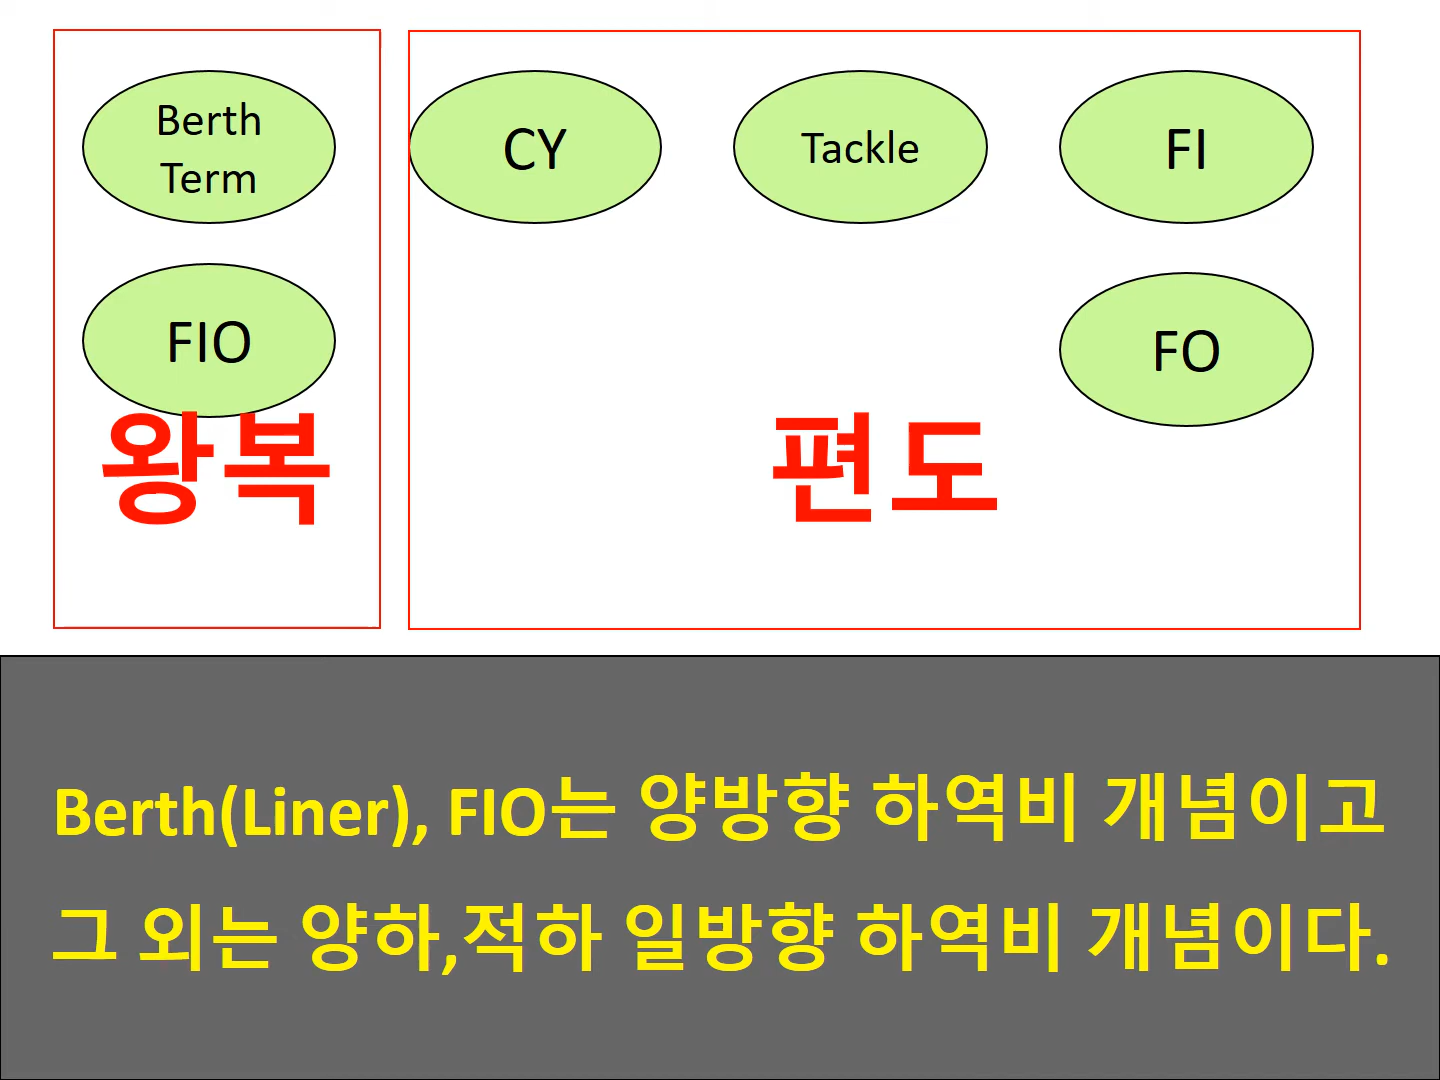 Berth
Term
CY
Tackle
FI
FIO
FO
왕복
편도
Berth(Liner), FIO는 양방향 하역비 개념이고
그 외는 양하,적하 일방향 하역비 개념이다.